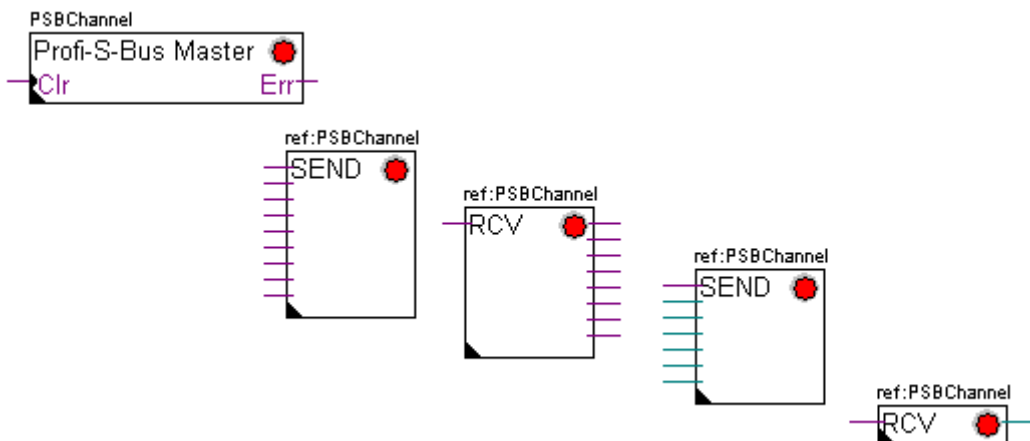 PSBChannel
Profi-S-Bus Master
Clr Err
ref:PSBChannel
SEND
ref:PSBChannel
RCV
ref:PSBChannel
SEND
ref:PSBChannel
RCV